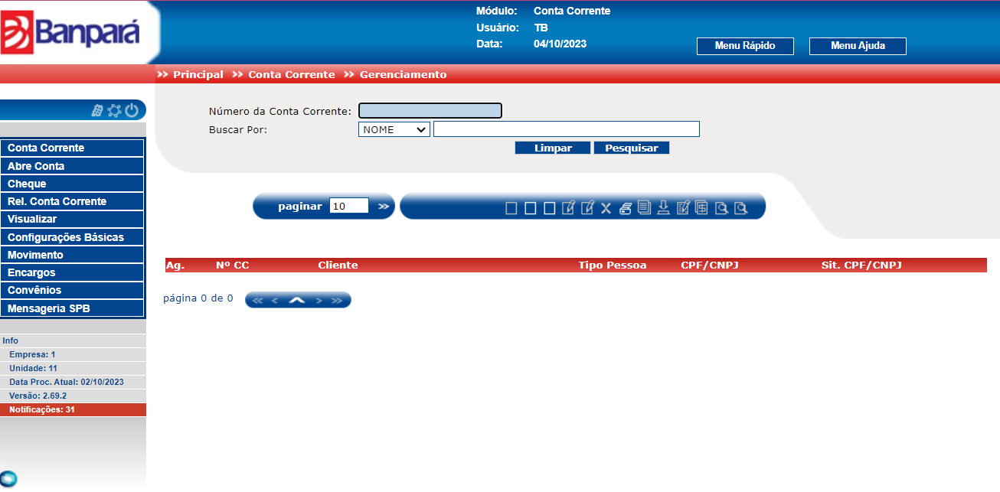 Banpará
Módulo: Conta Corrente
Usuário: TB
Data: 04/10/2023
Menu Rápido
Menu Ajuda
>> Principal >> Conta Corrente >> Gerenciamento
Número da Conta Corrente:
Buscar Por: NOME
Limpar Pesquisar
Conta Corrente
Abre Conta
Cheque
Rel. Conta Corrente
Visualizar
Configurações Básicas
Movimento
Encargos
Convênios
Mensageria SPB
Info
Empresa: 1
Unidade: 11
Data Proc. Atual: 02/10/2023
Versão: 2.69.2
Notificações: 31
paginar 10 >>
Ag. Nº CC Cliente Tipo Pessoa CPF/CNPJ Sit. CPF/CNPJ
página 0 de 0 << < > >>